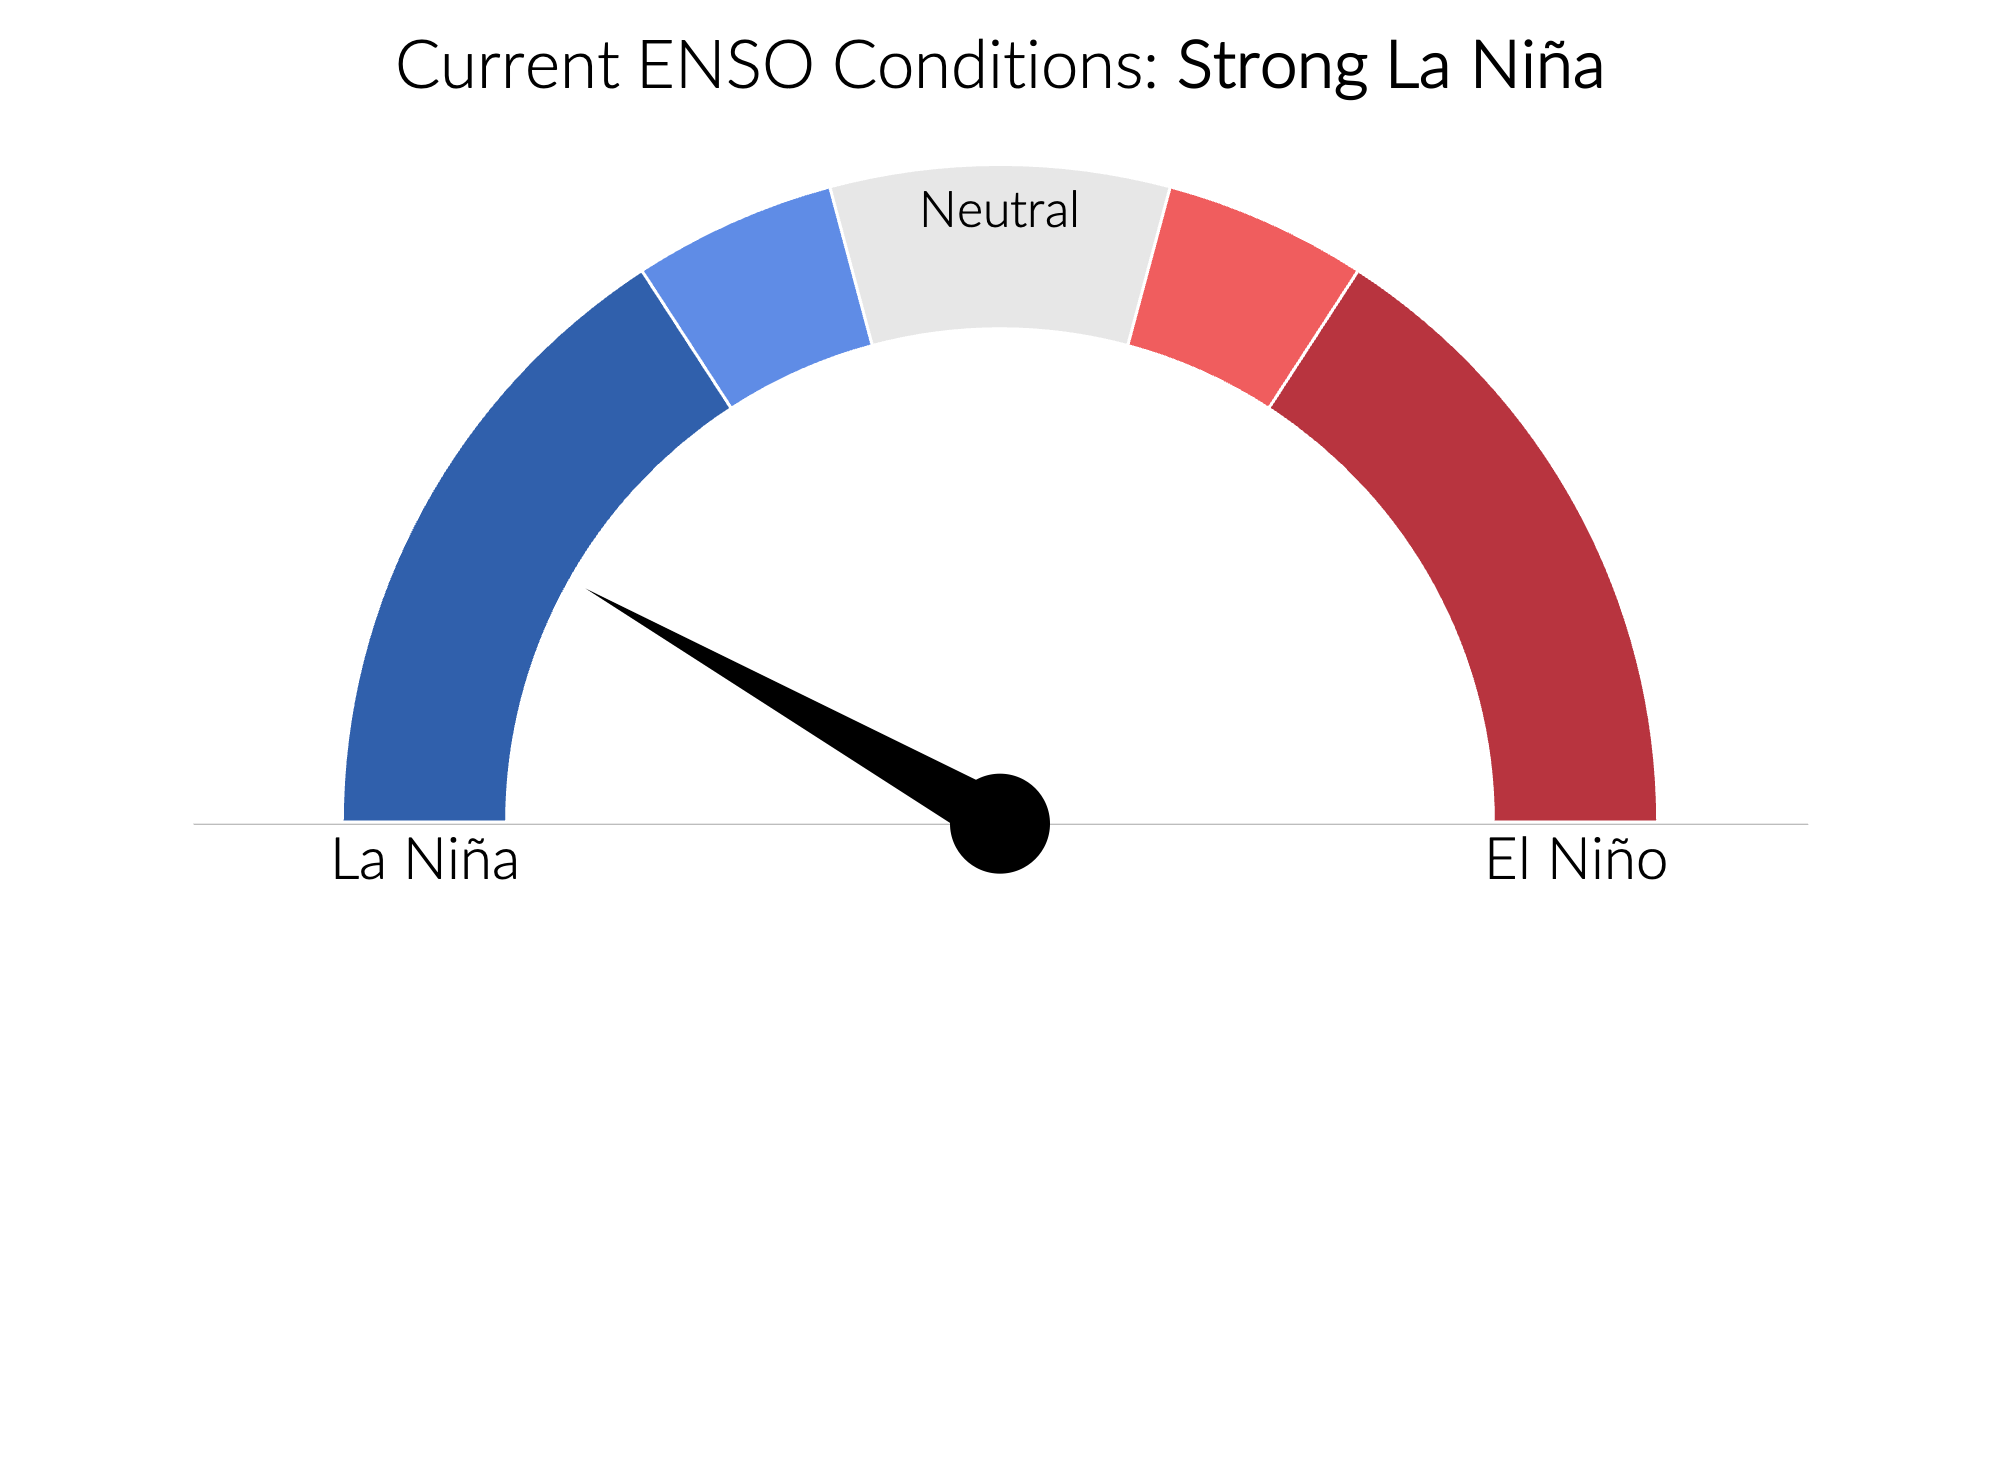 Current ENSO Conditions: Strong La Niña
Neutral
La Niña
El Niño